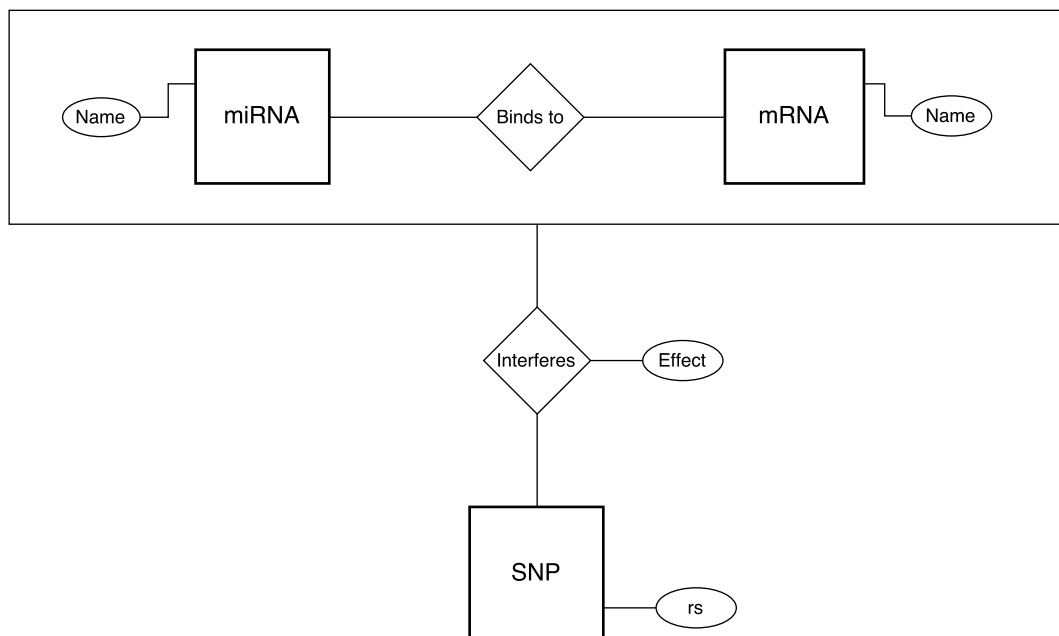 Name
miRNA
Binds to
mRNA
Name
Interferes
Effect
SNP
rs